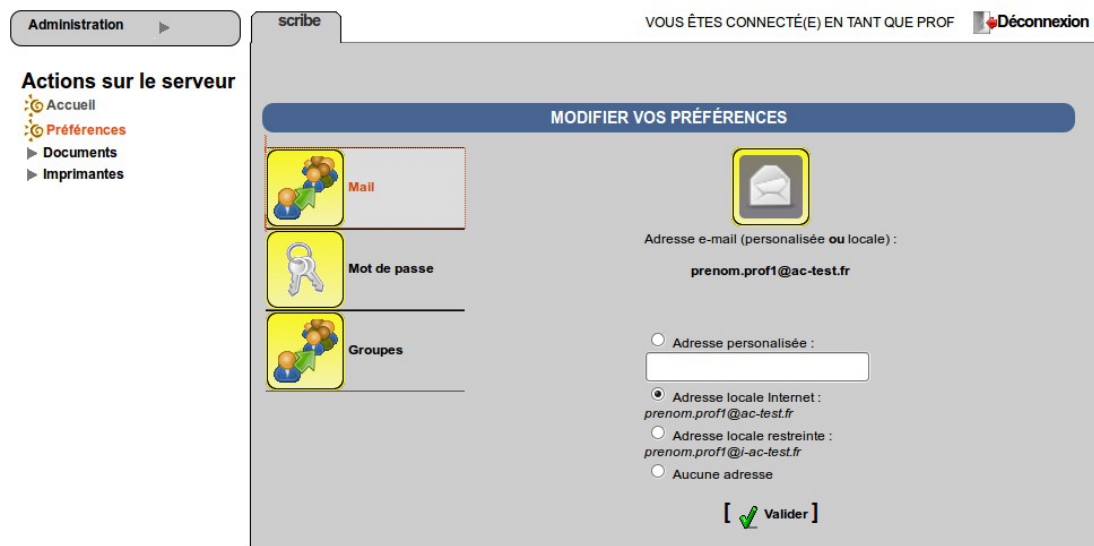 Administration
scribe
VOUS ÊTES CONNECTÉ(E) EN TANT QUE PROF
Déconnexion
Actions sur le serveur
Accueil
Préférences
Documents
Imprimantes
MODIFIER VOS PRÉFÉRENCES
Mail
Mot de passe
Groupes
Adresse e-mail (personalisée ou locale) :
prenom.prof1@ac-test.fr
Adresse personalisée :
Adresse locale Internet :
prenom.prof1@ac-test.fr
Adresse locale restreinte :
prenom.prof1@i-ac-test.fr
Aucune adresse
[ Valider ]